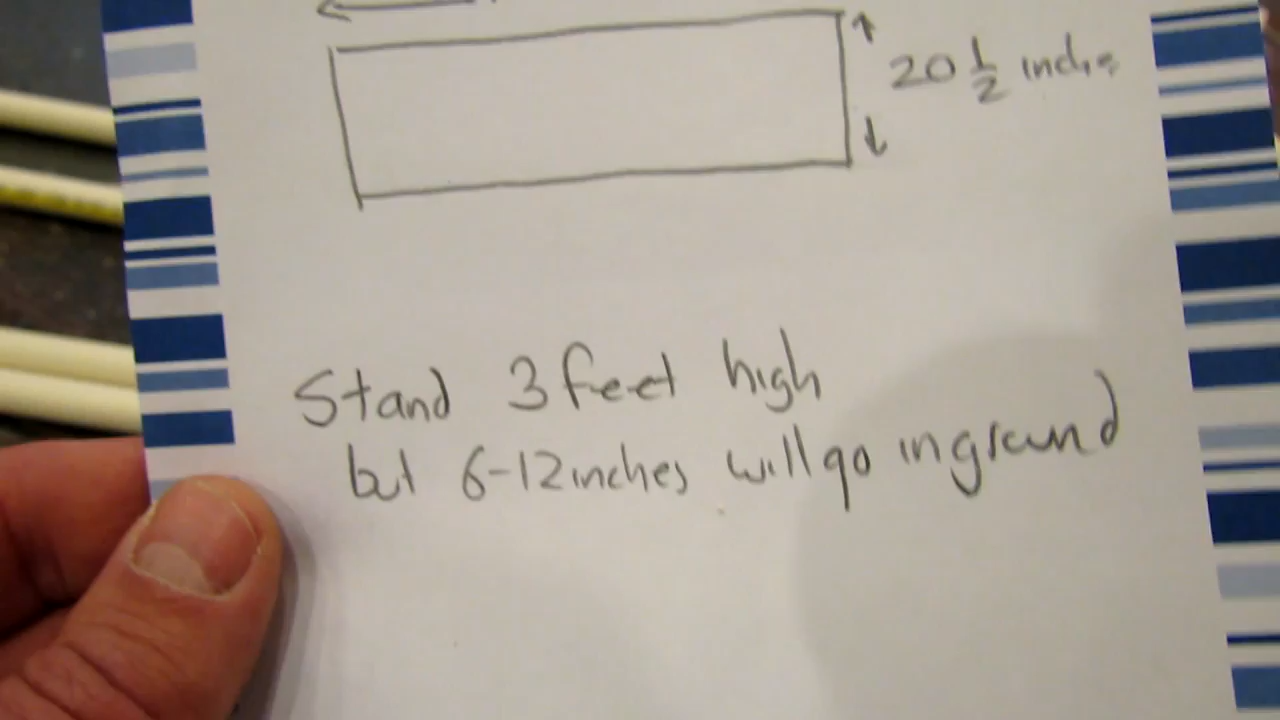 20 1/2 inches
Stand 3 feet high
but 6-12 inches will go in ground